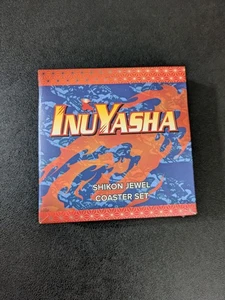 INUYASHA
SHIKON JEWEL
COASTER SET